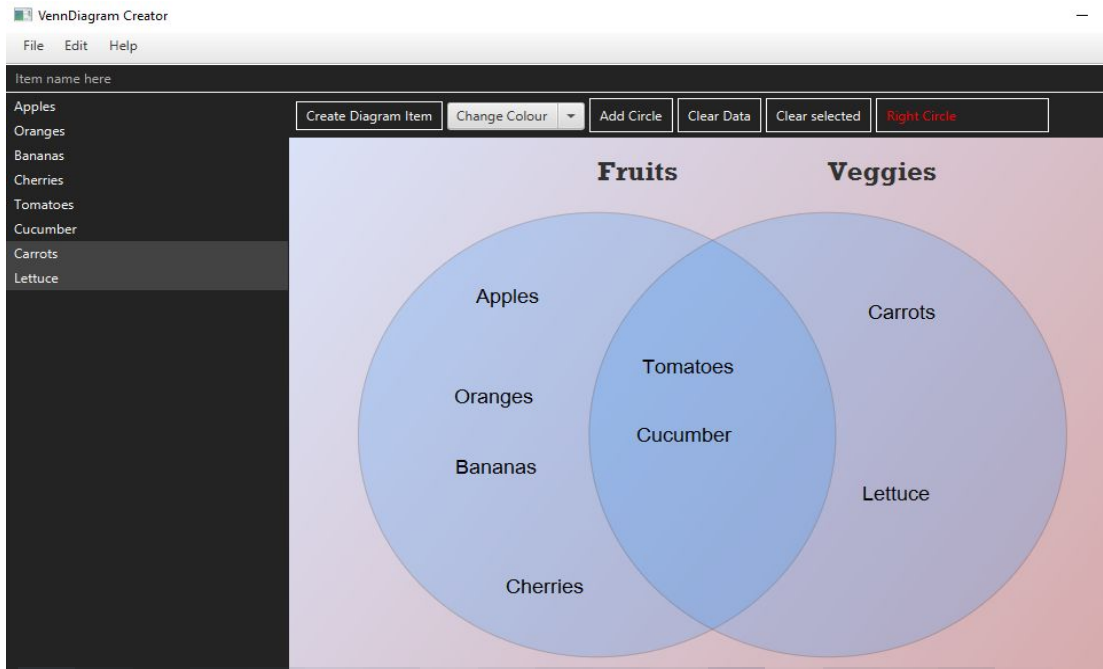 VennDiagram Creator
File Edit Help
Item name here
Apples
Oranges
Bananas
Cherries
Tomatoes
Cucumber
Carrots
Lettuce
Create Diagram Item Change Colour Add Circle Clear Data Clear selected Right Circle
Fruits Veggies
Apples
Carrots
Tomatoes
Oranges
Cucumber
Bananas
Lettuce
Cherries